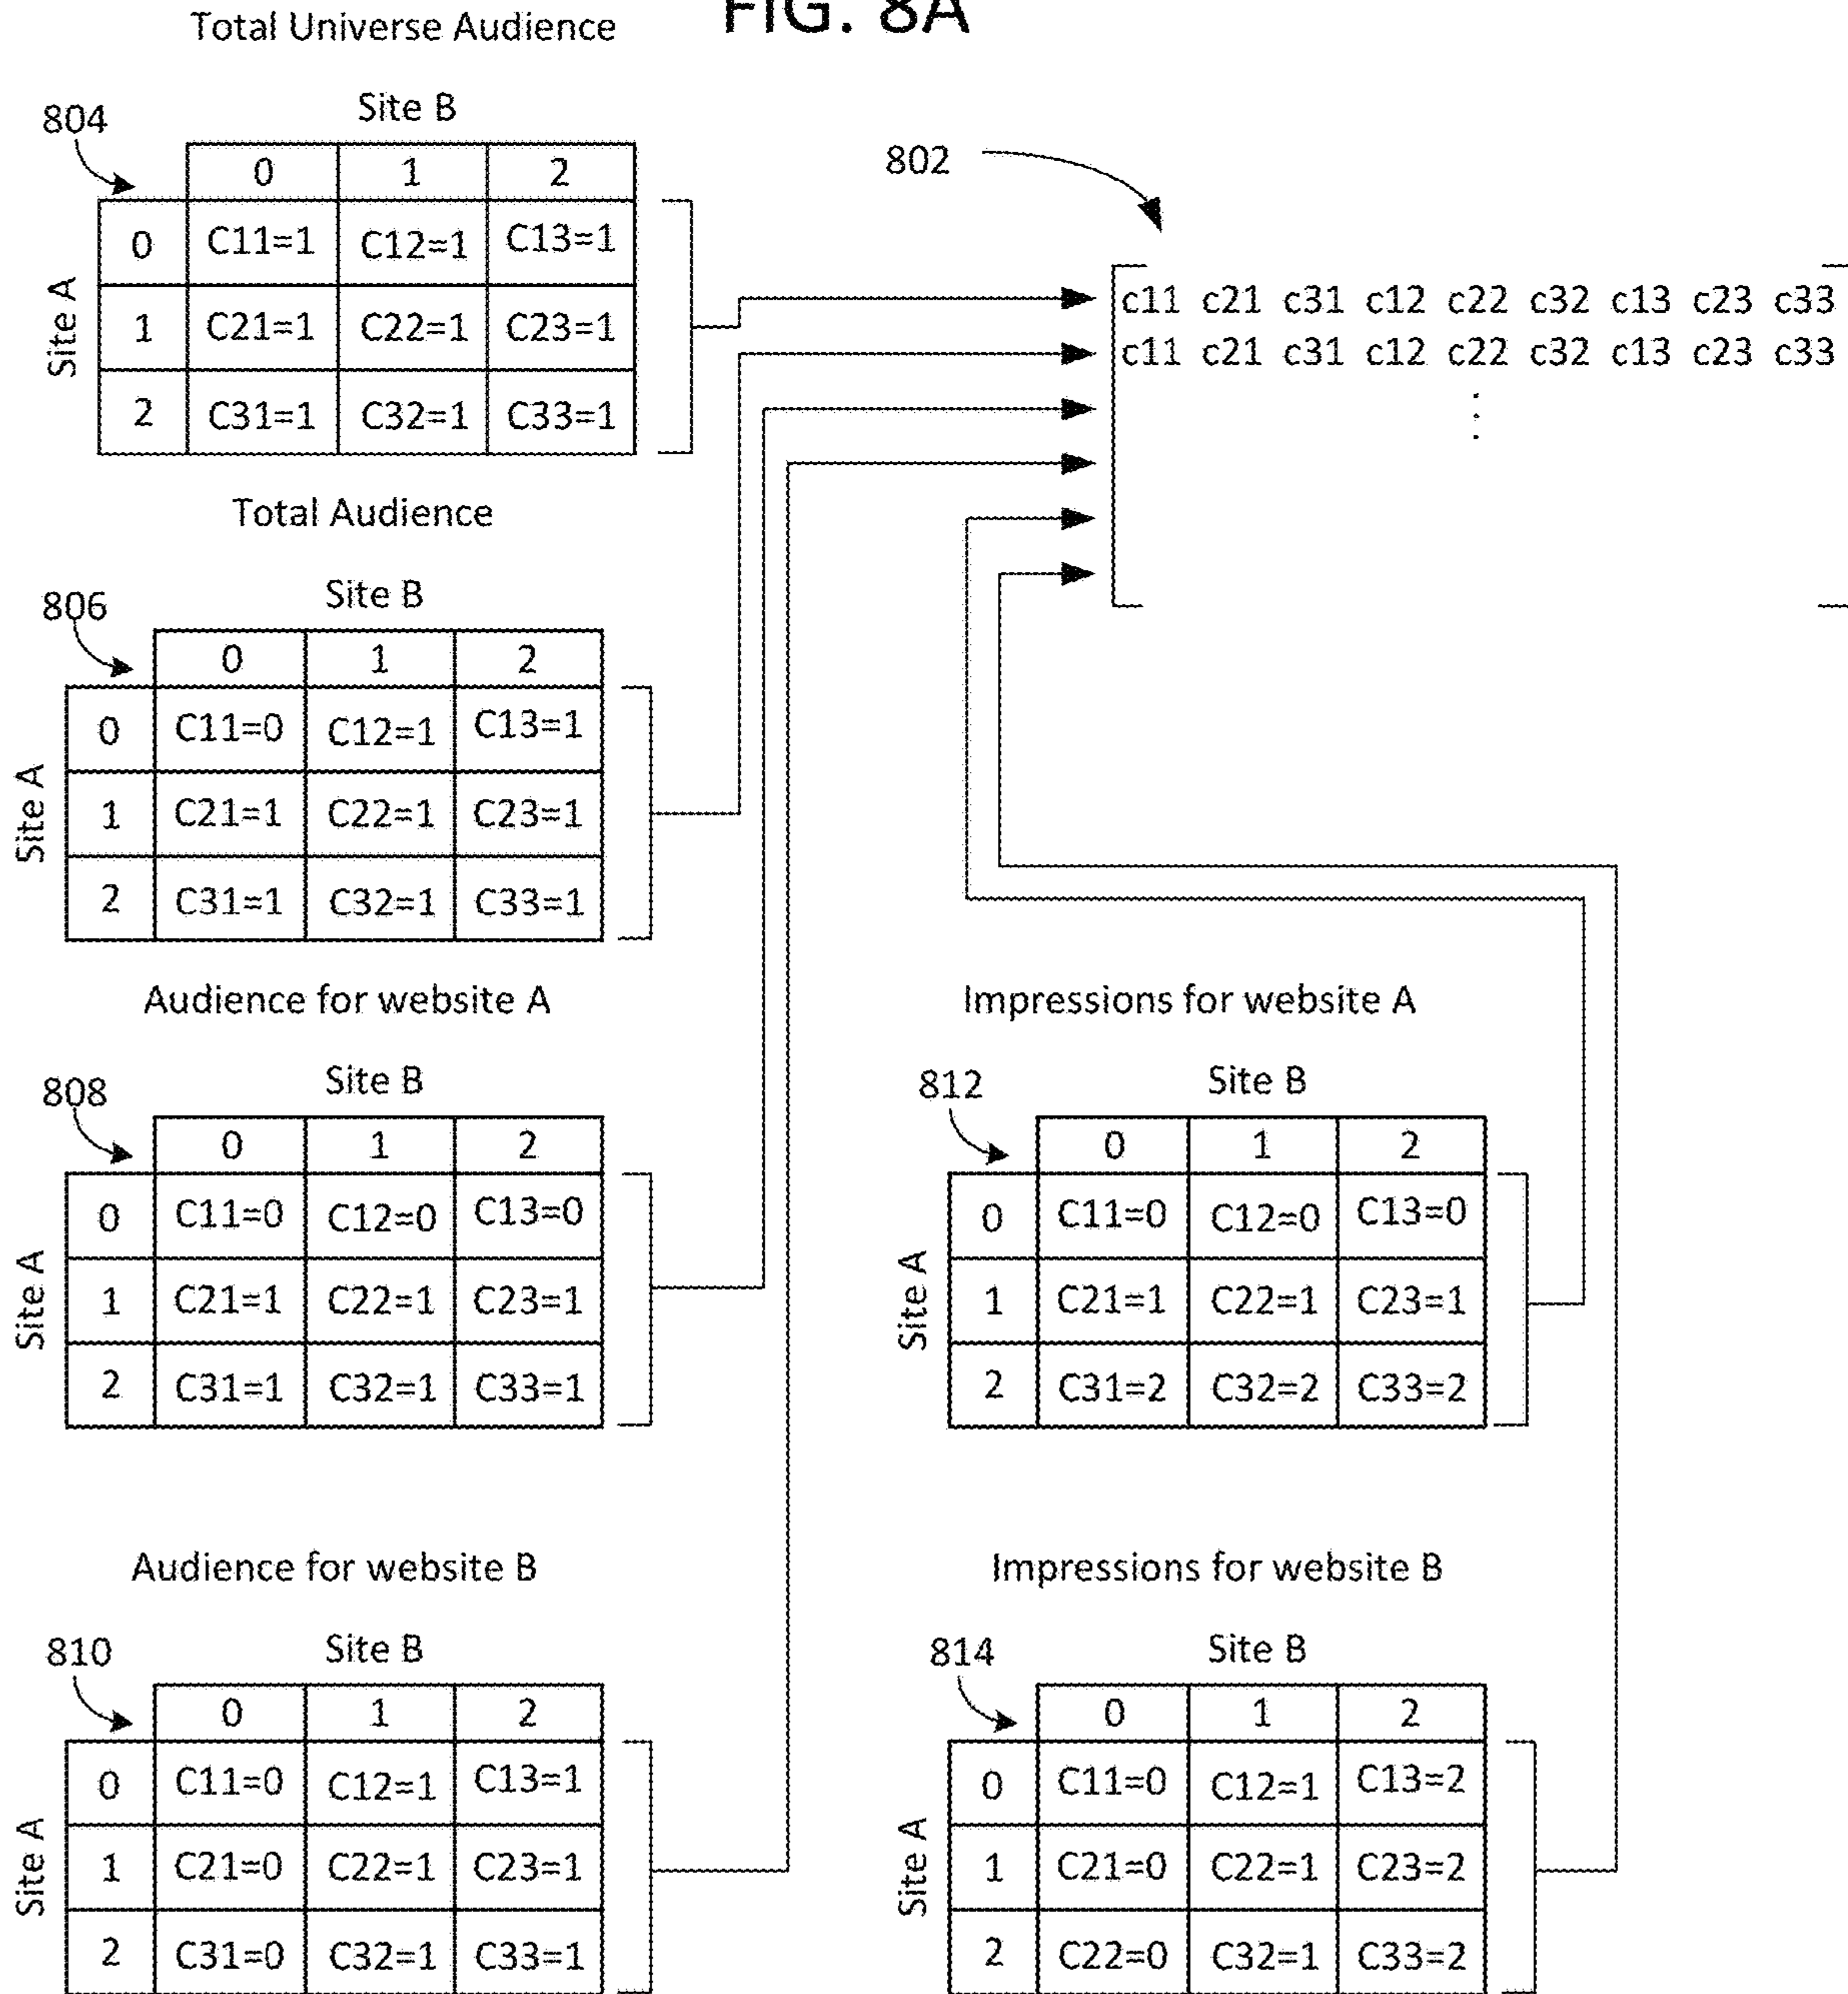 FIG. 8A
Total Universe Audience
804
Site B
0 1 2
Site A
0 C11=1 C12=1 C13=1
1 C21=1 C22=1 C23=1
2 C31=1 C32=1 C33=1
802
c11 c21 c31 c12 c22 c32 c13 c23 c33
c11 c21 c31 c12 c22 c32 c13 c23 c33
Total Audience
806
Site B
0 1 2
Site A
0 C11=0 C12=1 C13=1
1 C21=1 C22=1 C23=1
2 C31=1 C32=1 C33=1
Audience for website A
808
Site B
0 1 2
Site A
0 C11=0 C12=0 C13=0
1 C21=1 C22=1 C23=1
2 C31=1 C32=1 C33=1
Impressions for website A
812
Site B
0 1 2
Site A
0 C11=0 C12=0 C13=0
1 C21=1 C22=1 C23=1
2 C31=2 C32=2 C33=2
Audience for website B
810
Site B
0 1 2
Site A
0 C11=0 C12=1 C13=1
1 C21=0 C22=1 C23=1
2 C31=0 C32=1 C33=1
Impressions for website B
814
Site B
0 1 2
Site A
0 C11=0 C12=1 C13=2
1 C21=0 C22=1 C23=2
2 C22=0 C32=1 C33=2